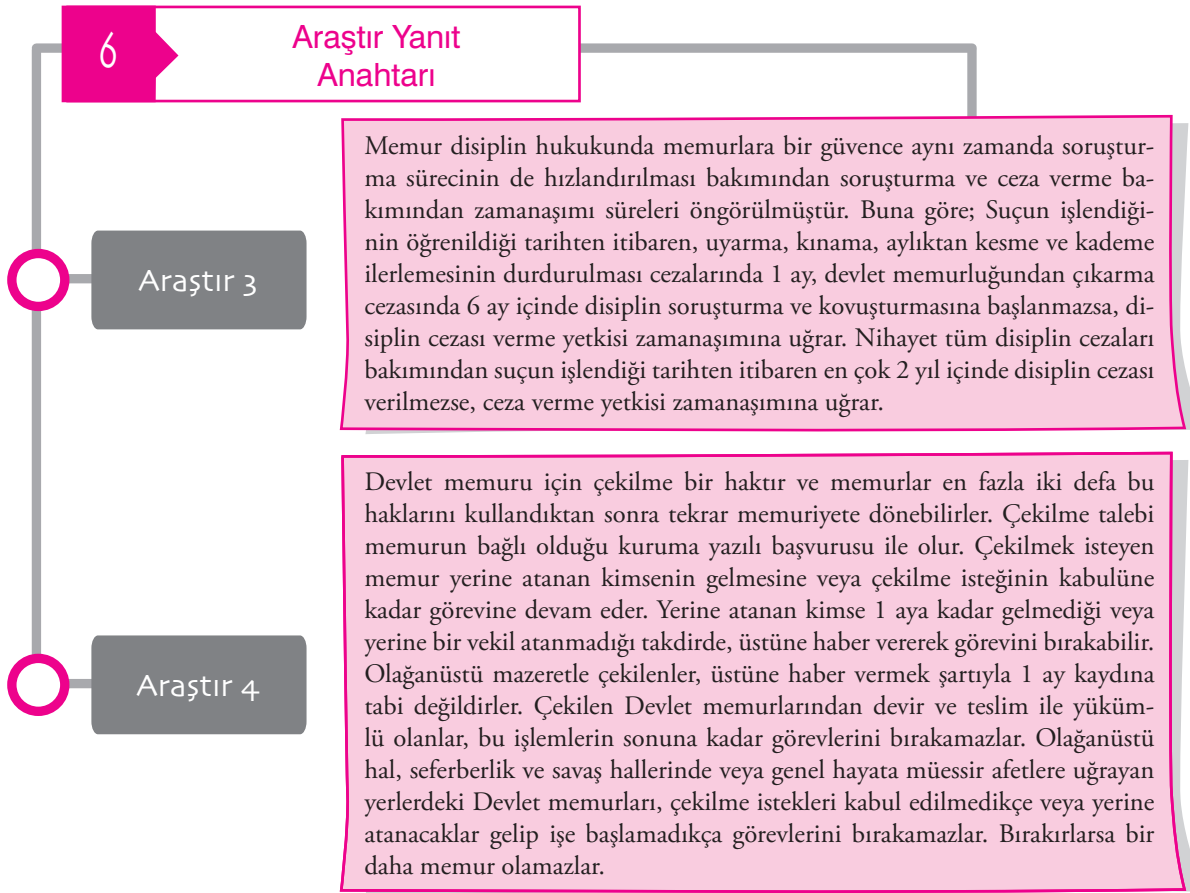 6
Araştır Yanıt
Anahtarı
Araştır 3
Memur disiplin hukukunda memurlara bir güvence aynı zamanda soruştur-
ma sürecinin de hızlandırılması bakımından soruşturma ve ceza verme ba-
kımından zamanaşımı süreleri öngörülmüştür. Buna göre; Suçun işlendiği-
nin öğrenildiği tarihten itibaren, uyarma, kınama, aylıktan kesme ve kademe
ilerlemesinin durdurulması cezalarında 1 ay, devlet memurluğundan çıkarma
cezasında 6 ay içinde disiplin soruşturma ve kovuşturmasına başlanmazsa, di-
siplin cezası verme yetkisi zamanaşımına uğrar. Nihayet tüm disiplin cezaları
bakımından suçun işlendiği tarihten itibaren en çok 2 yıl içinde disiplin cezası
verilmezse, ceza verme yetkisi zamanaşımına uğrar.
Araştır 4
Devlet memuru için çekilme bir haktır ve memurlar en fazla iki defa bu
haklarını kullandıktan sonra tekrar memuriyete dönebilirler. Çekilme talebi
memurun bağlı olduğu kuruma yazılı başvurusu ile olur. Çekilmek isteyen
memur yerine atanan kimsenin gelmesine veya çekilme isteğinin kabulüne
kadar görevine devam eder. Yerine atanan kimse 1 aya kadar gelmediği veya
yerine bir vekil atanmadığı takdirde, üstüne haber vererek görevini bırakabilir.
Olağanüstü mazeretle çekilenler, üstüne haber vermek şartıyla 1 ay kaydına
tabi değildirler. Çekilen Devlet memurlarından devir ve teslim ile yüküm-
lü olanlar, bu işlemlerin sonuna kadar görevlerini bırakamazlar. Olağanüstü
hal, seferberlik ve savaş hallerinde veya genel hayata müessir afetlere uğrayan
yerlerdeki Devlet memurları, çekilme istekleri kabul edilmedikçe veya yerine
atanacaklar gelip işe başlamadıkça görevlerini bırakamazlar. Bırakırlarsa bir
daha memur olamazlar.